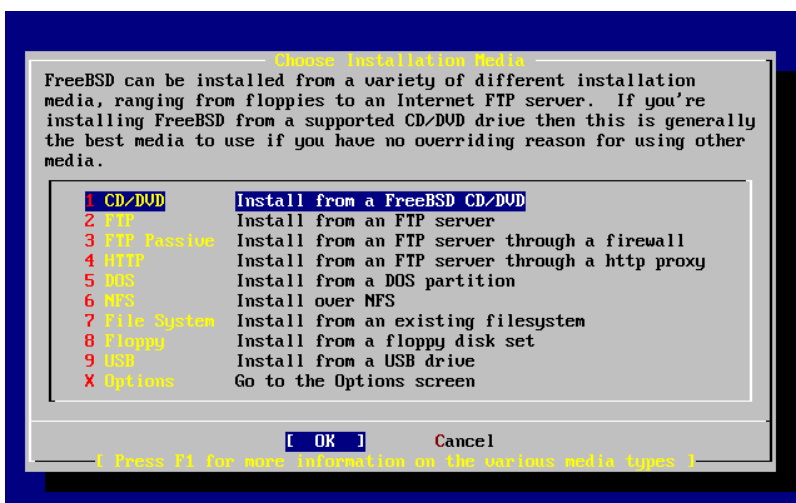 Choose Installation Media
FreeBSD can be installed from a variety of different installation
media, ranging from floppies to an Internet FTP server.  If you're
installing FreeBSD from a supported CD/DVD drive then this is generally
the best media to use if you have no overriding reason for using other
media.
1 CD/DVD Install from a FreeBSD CD/DVD
2 FTP Install from an FTP server
3 FTP Passive Install from an FTP server through a firewall
4 HTTP Install from an FTP server through a http proxy
5 DOS Install from a DOS partition
6 NFS Install over NFS
7 File System Install from an existing filesystem
8 Floppy Install from a floppy disk set
9 USB Install from a USB drive
X Options Go to the Options screen
[ OK ] Cancel
[ Press F1 for more information on the various media types ]